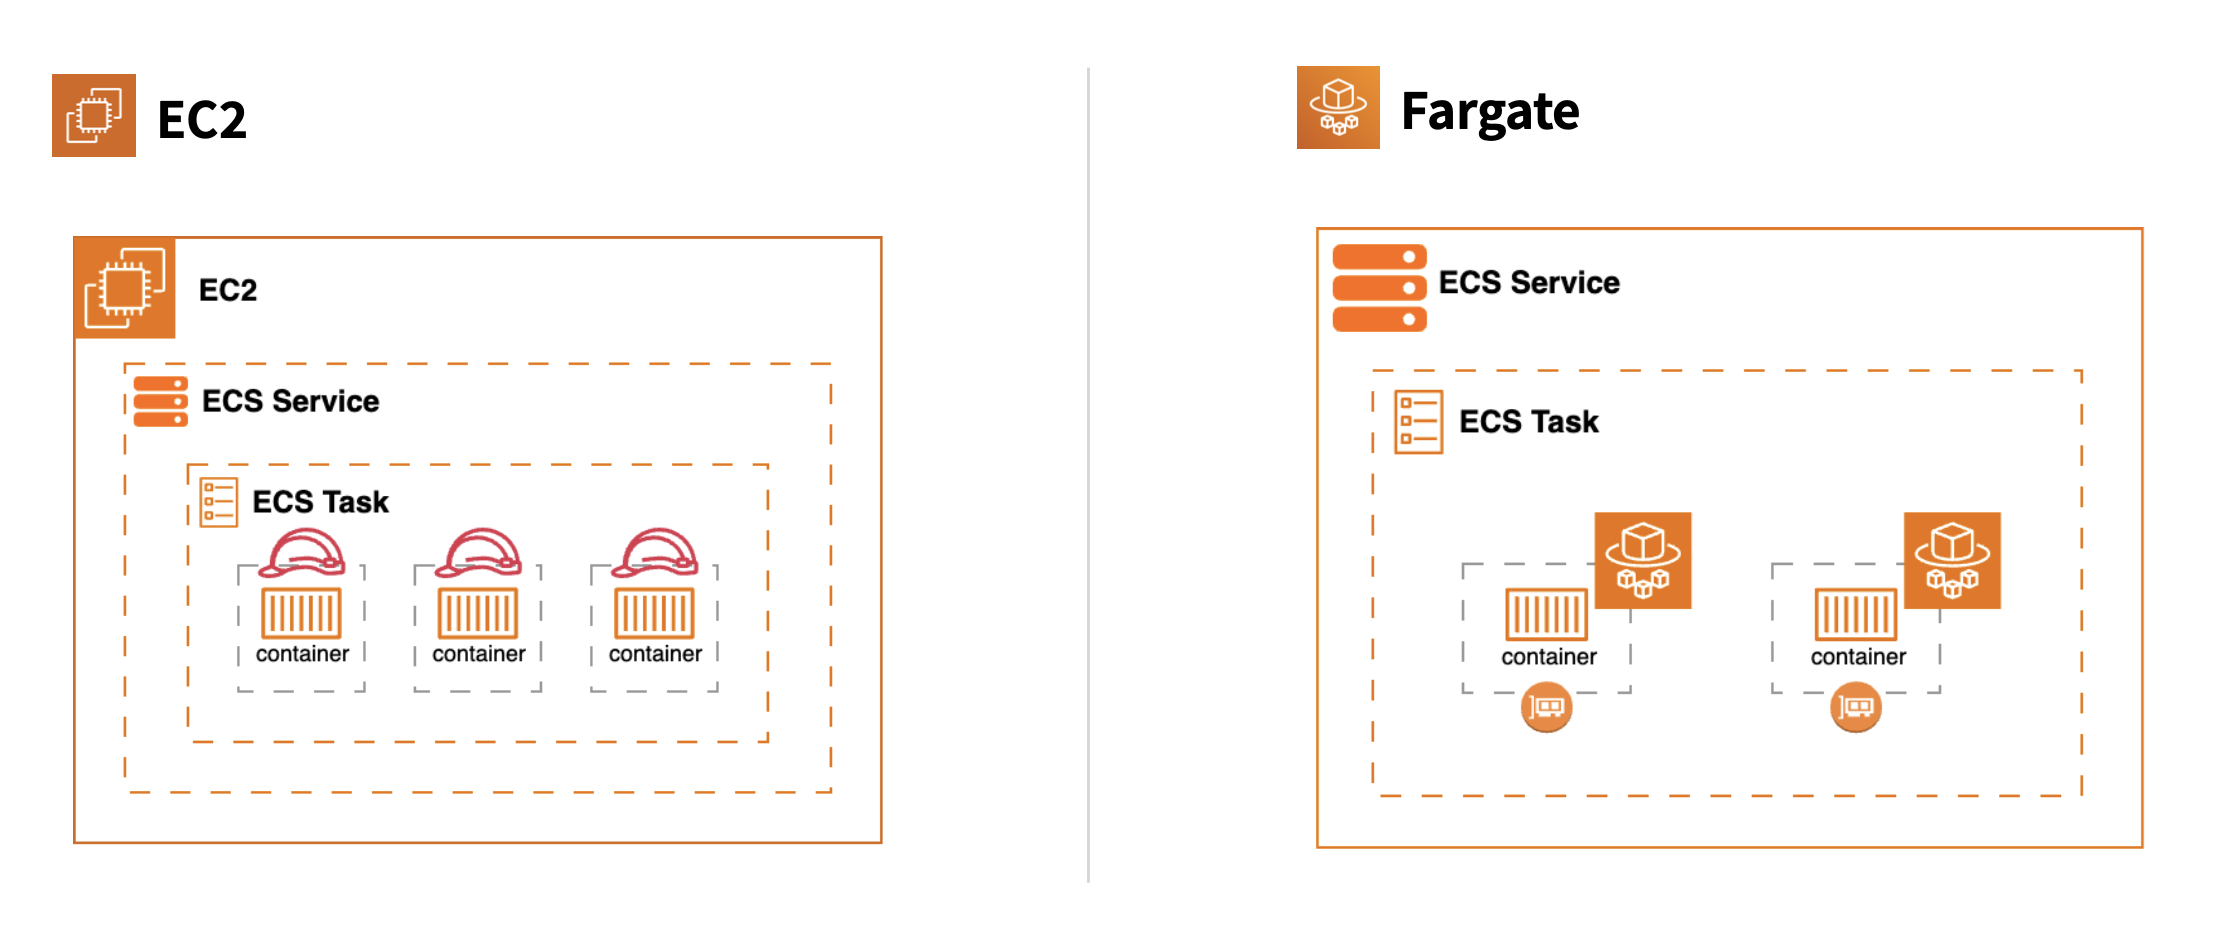 EC2
EC2
ECS Service
ECS Task
container container container
Fargate
ECS Service
ECS Task
container container